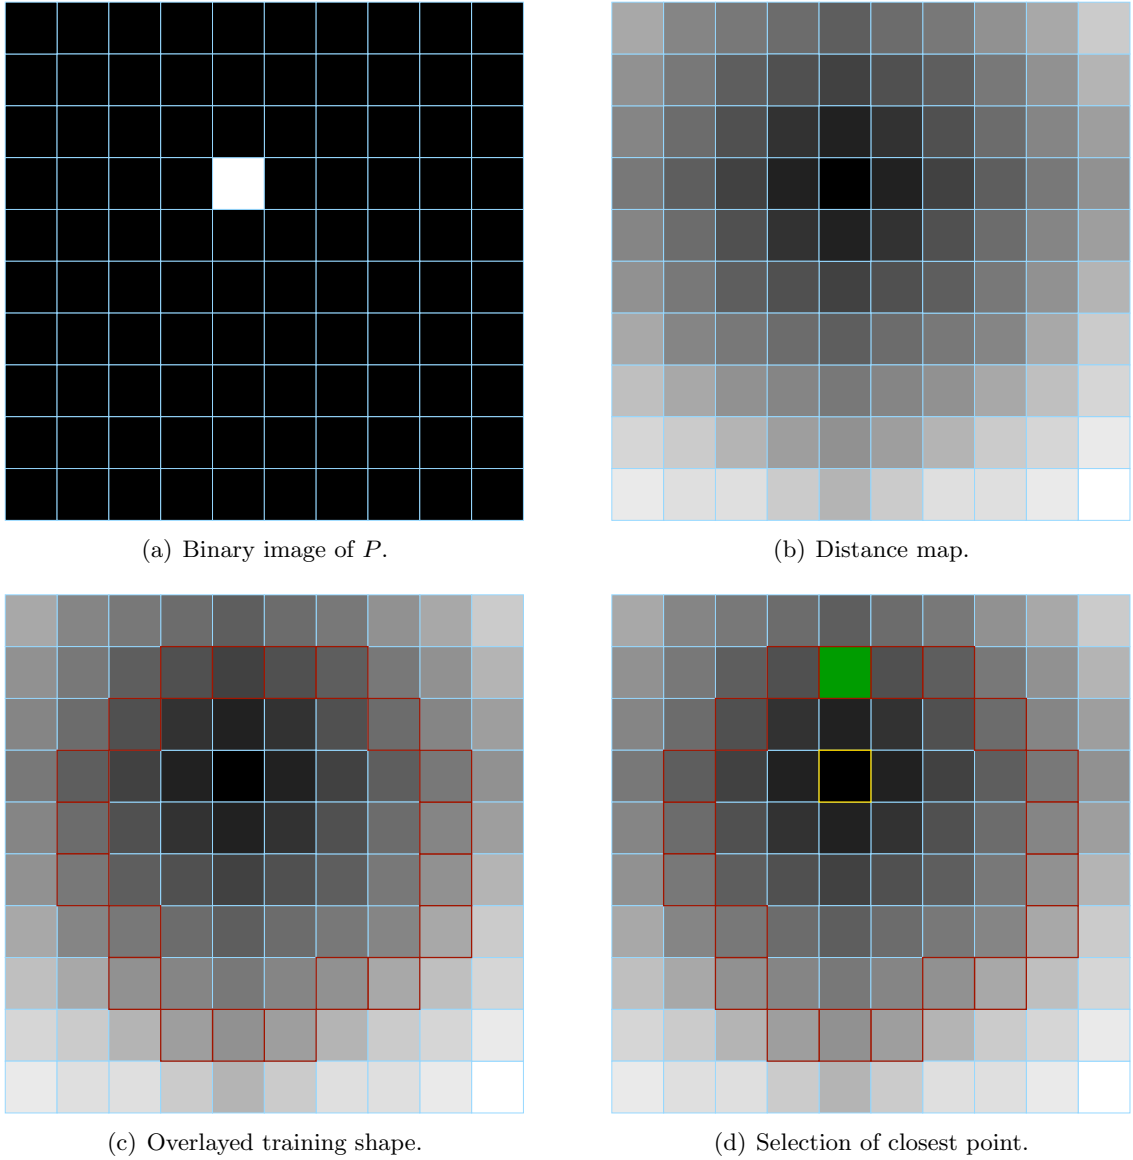 (a) Binary image of P.
(b) Distance map.
(c) Overlayed training shape.
(d) Selection of closest point.